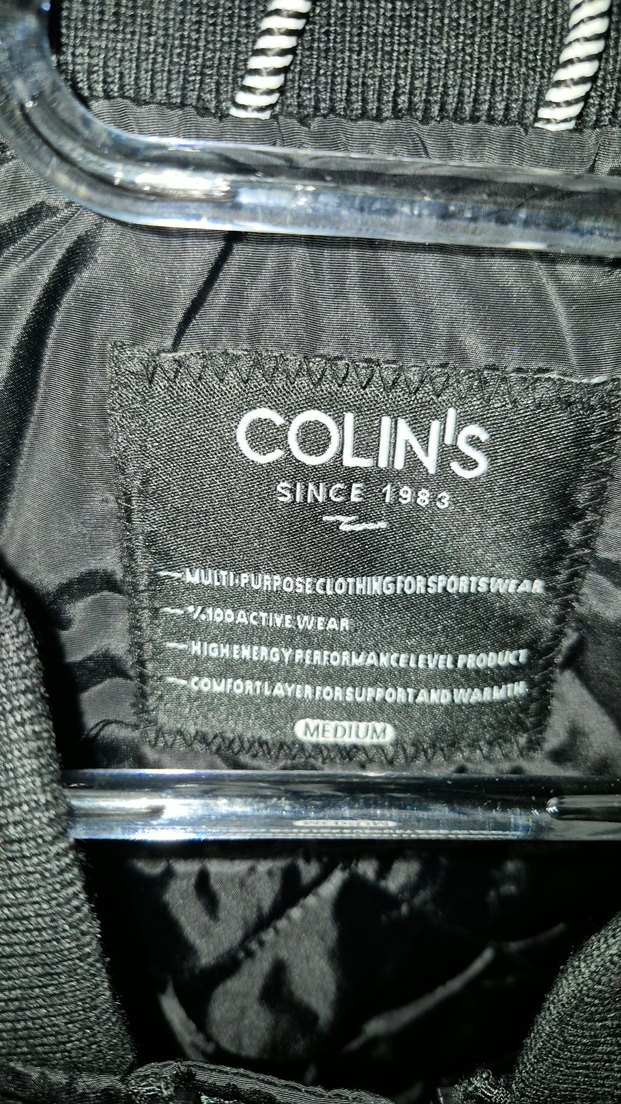 COLIN'S
SINCE 1983
MULTI-PURPOSE CLOTHING FOR SPORTSWEAR
%100 ACTIVE WEAR
HIGH ENERGY PERFORMANCE LEVEL PRODUCT
COMFORT LAYER FOR SUPPORT AND WARMTH
MEDIUM